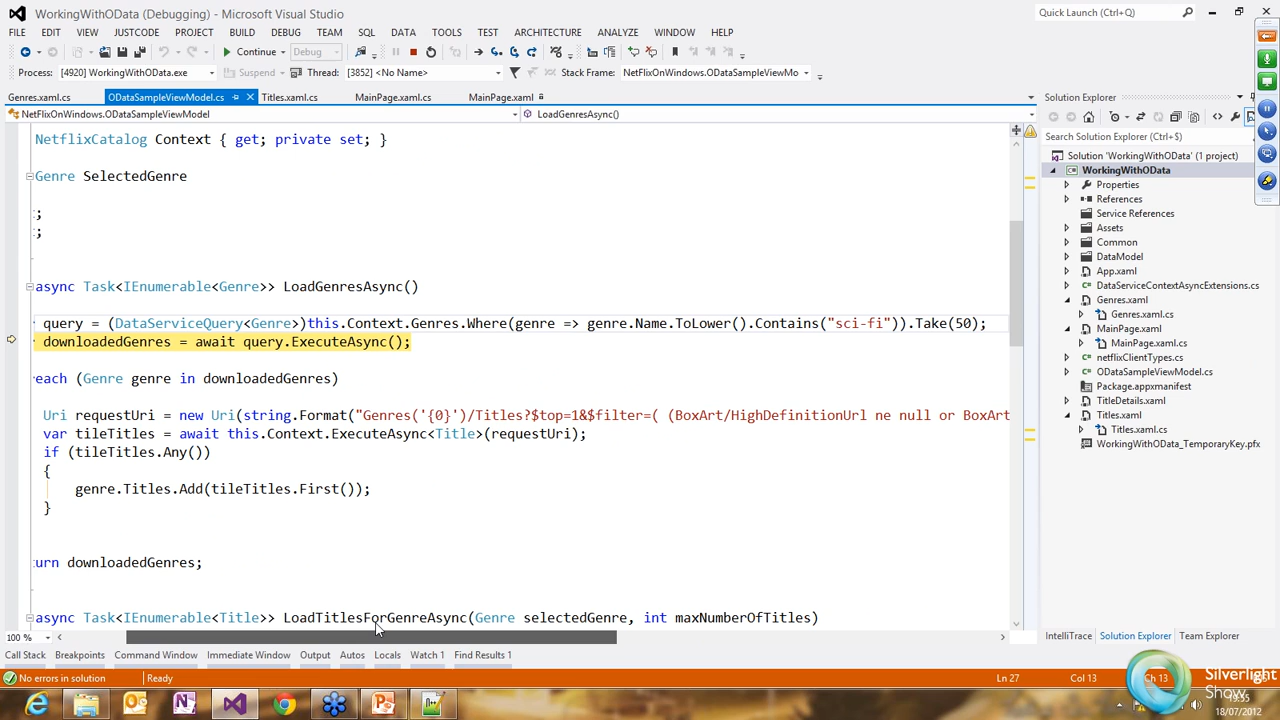 WorkingWithOData (Debugging) - Microsoft Visual Studio
Quick Launch (Ctrl+Q)
FILE EDIT VIEW JUSTCODE PROJECT BUILD DEBUG TEAM SQL DATA TOOLS TEST ARCHITECTURE ANALYZE WINDOW HELP
Continue Debug
Process: [4920] WorkingWithOData.exe Suspend Thread: [3852] <No Name> Stack Frame: NetFlixOnWindows.ODataSampleViewMo
Genres.xaml.cs ODataSampleViewModel.cs Titles.xaml.cs MainPage.xaml.cs MainPage.xaml
NetFlixOnWindows.ODataSampleViewModel LoadGenresAsync()
NetflixCatalog Context { get; private set; }
Genre SelectedGenre
;
;
async Task<IEnumerable<Genre>> LoadGenresAsync()
query = (DataServiceQuery<Genre>)this.Context.Genres.Where(genre => genre.Name.ToLower().Contains("sci-fi")).Take(50);
downloadedGenres = await query.ExecuteAsync();
reach (Genre genre in downloadedGenres)
Uri requestUri = new Uri(string.Format("Genres('{0}')/Titles?$top=1&$filter=( (BoxArt/HighDefinitionUrl ne null or BoxArt
var tileTitles = await this.Context.ExecuteAsync<Title>(requestUri);
if (tileTitles.Any())
{
genre.Titles.Add(tileTitles.First());
}
urn downloadedGenres;
async Task<IEnumerable<Title>> LoadTitlesForGenreAsync(Genre selectedGenre, int maxNumberOfTitles)
100 %
Call Stack Breakpoints Command Window Immediate Window Output Autos Locals Watch 1 Find Results 1
No errors in solution Ready Ln 27 Col 13 Ch 13
Solution Explorer
Search Solution Explorer (Ctrl+$)
Solution 'WorkingWithOData' (1 project)
WorkingWithOData
Properties
References
Service References
Assets
Common
DataModel
App.xaml
DataServiceContextAsyncExtensions.cs
Genres.xaml
Genres.xaml.cs
MainPage.xaml
MainPage.xaml.cs
netflixClientTypes.cs
ODataSampleViewModel.cs
Package.appxmanifest
TitleDetails.xaml
Titles.xaml
Titles.xaml.cs
WorkingWithOData_TemporaryKey.pfx
IntelliTrace Solution Explorer Team Explorer
Silverlight
Show
18/07/2012